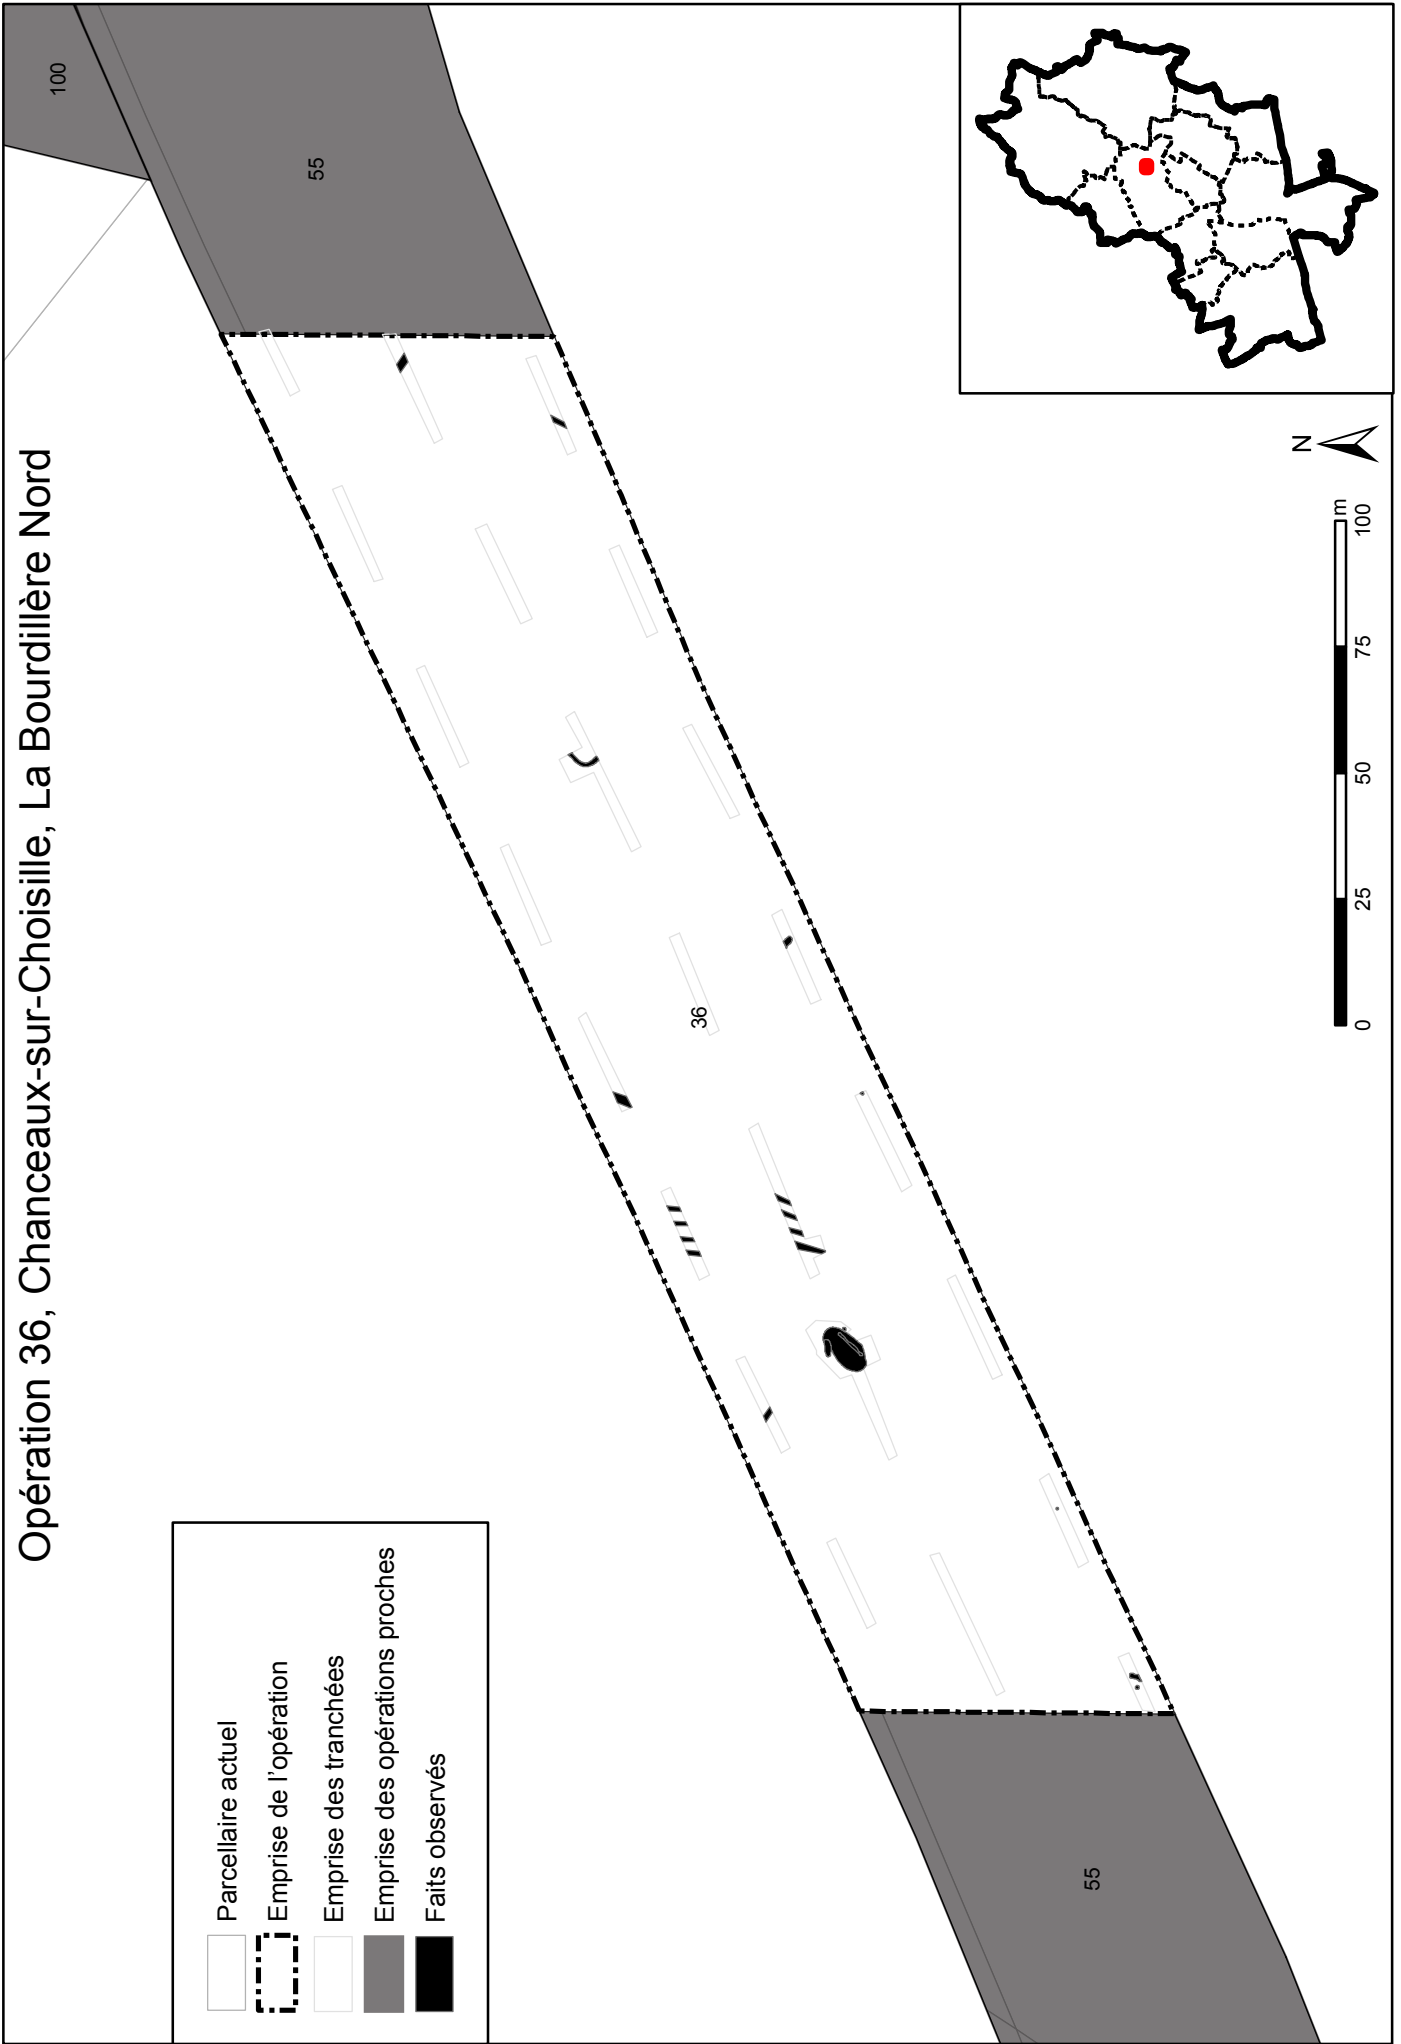 Opération 36, Chanceaux-sur-Choisille, La Bourdillère Nord
Parcellaire actuel
Emprise de l'opération
Emprise des tranchées
Emprise des opérations proches
Faits observés
55
36
55
100
N
0 25 50 75 100
m